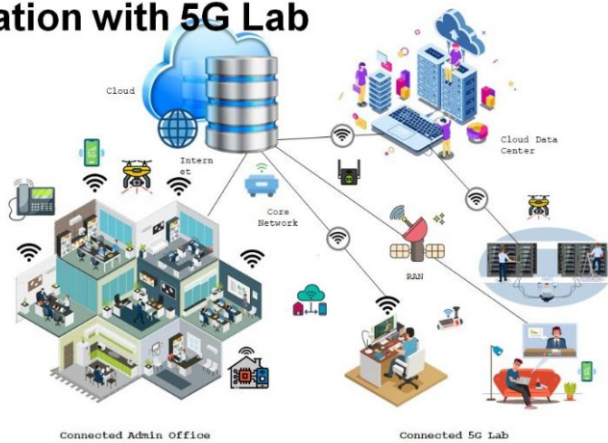 ation with 5G Lab
Cloud
Intern
et
Cloud Data
Center
Core
Network
RAN
Connected Admin Office
Connected 5G Lab